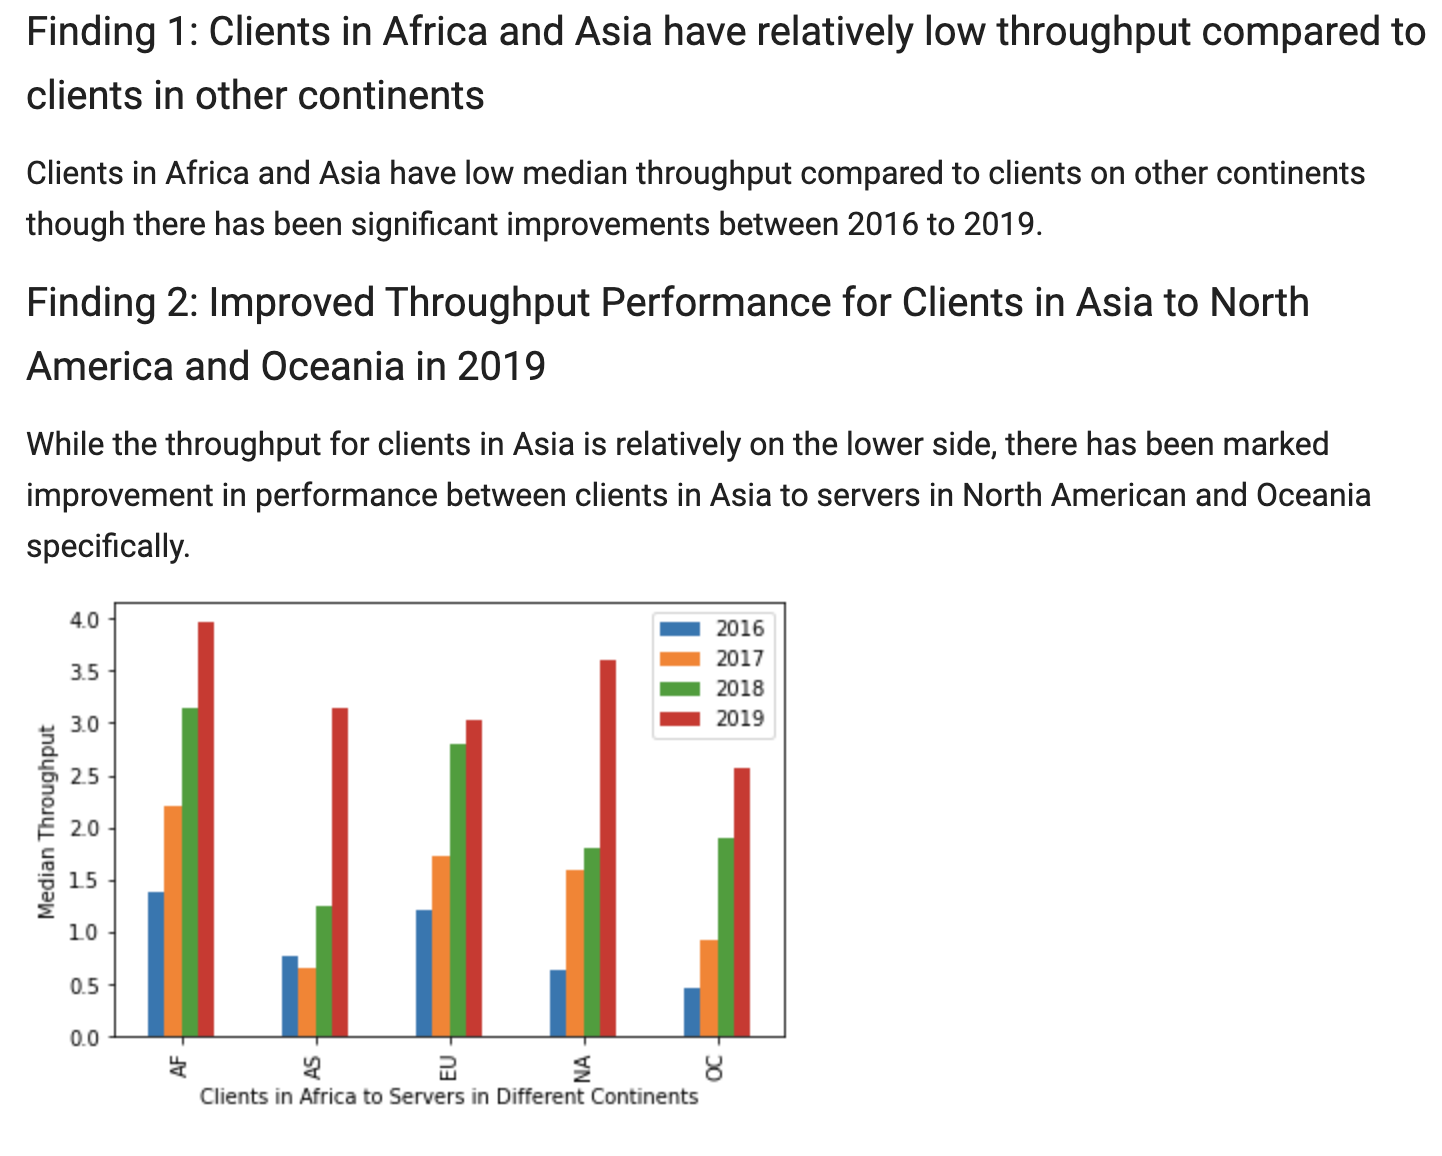 Finding 1: Clients in Africa and Asia have relatively low throughput compared to
clients in other continents
Clients in Africa and Asia have low median throughput compared to clients on other continents
though there has been significant improvements between 2016 to 2019.
Finding 2: Improved Throughput Performance for Clients in Asia to North
America and Oceania in 2019
While the throughput for clients in Asia is relatively on the lower side, there has been marked
improvement in performance between clients in Asia to servers in North American and Oceania
specifically.
4.0
3.5
3.0
2.5
2.0
1.5
1.0
0.5
0.0
Median Throughput
2016
2017
2018
2019
AF
AS
EU
NA
OC
Clients in Africa to Servers in Different Continents